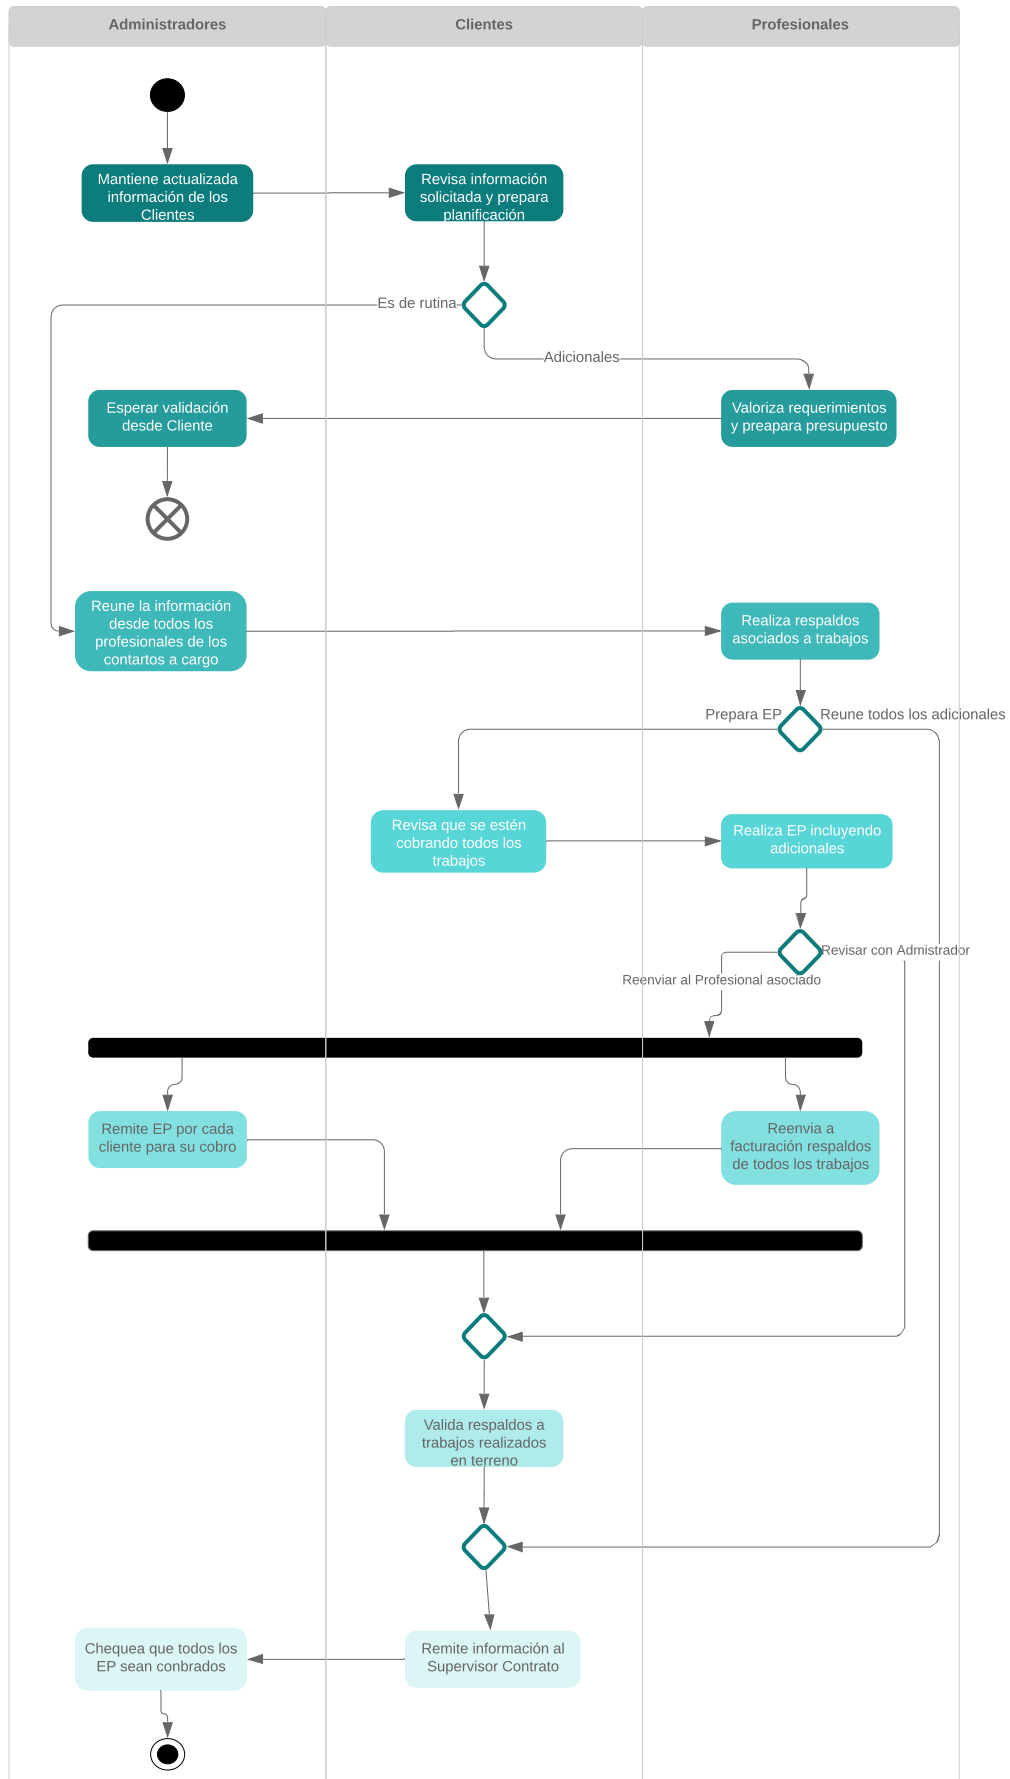 Administradores
Clientes
Profesionales
Mantiene actualizada
información de los
Clientes
Revisa información
solicitada y prepara
planificación
Es de rutina
Adicionales
Esperar validación
desde Cliente
Valoriza requerimientos
y preapara presupuesto
Reune la información
desde todos los
profesionales de los
contartos a cargo
Realiza respaldos
asociados a trabajos
Prepara EP
Reune todos los adicionales
Revisa que se estén
cobrando todos los
trabajos
Realiza EP incluyendo
adicionales
Revisar con Admistrador
Reenviar al Profesional asociado
Remite EP por cada
cliente para su cobro
Reenvia a
facturación respaldos
de todos los trabajos
Valida respaldos a
trabajos realizados
en terreno
Chequea que todos los
EP sean conbrados
Remite información al
Supervisor Contrato